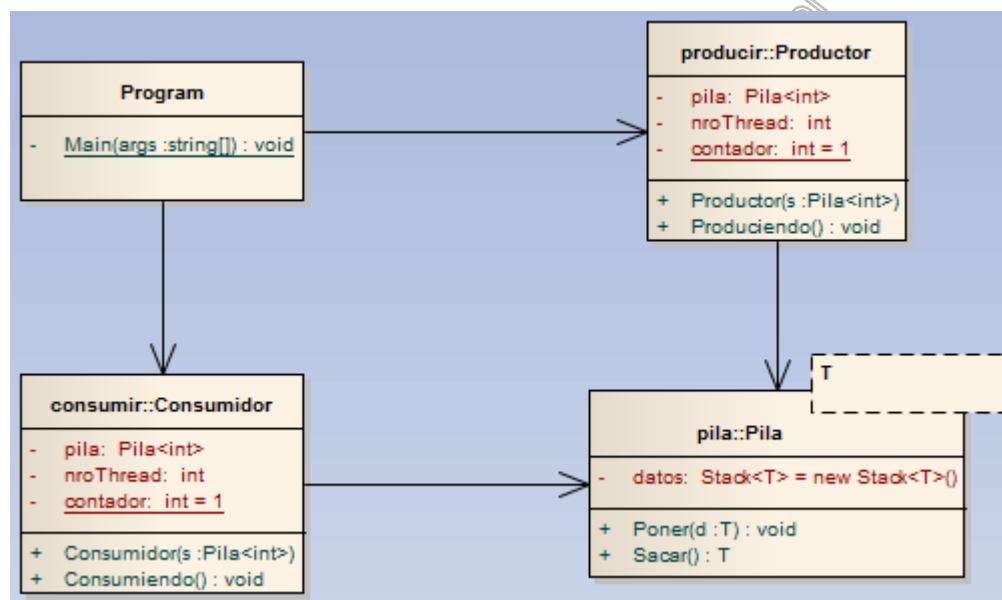 Program
- Main(args :string[]) : void
producir::Productor
- pila: Pila<int>
- nroThread: int
- contador: int = 1
+ Productor(s :Pila<int>)
+ Produciendo() : void
consumir::Consumidor
- pila: Pila<int>
- nroThread: int
- contador: int = 1
+ Consumidor(s :Pila<int>)
+ Consumiendo() : void
T
pila::Pila
- datos: Stack<T> = new Stack<T>()
+ Poner(d :T) : void
+ Sacar() : T